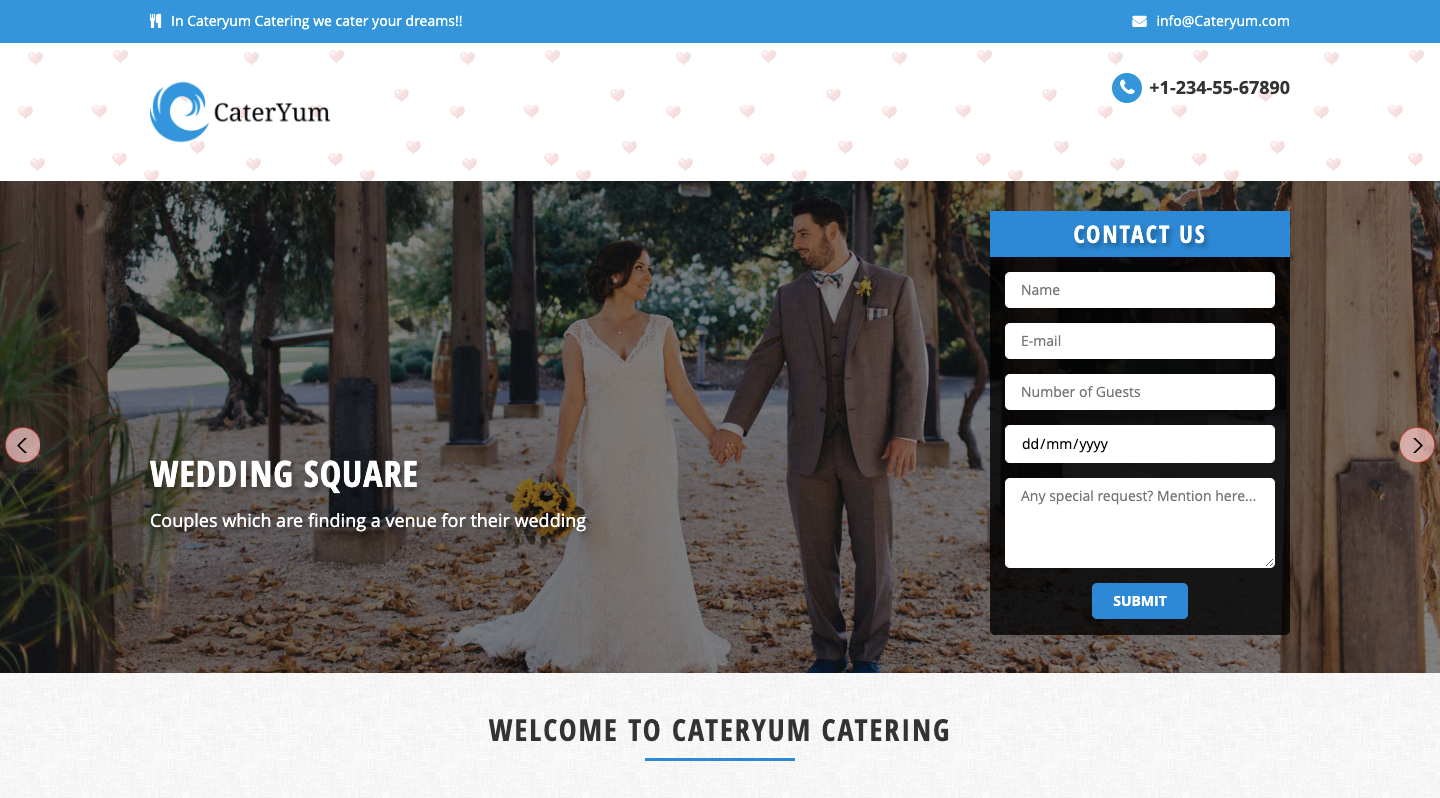 In Cateryum Catering we cater your dreams!!
info@Cateryum.com
CaterYum
+1-234-55-67890
CONTACT US
Name
E-mail
Number of Guests
dd/mm/yyyy
Any special request? Mention here...
SUBMIT
WEDDING SQUARE
Couples which are finding a venue for their wedding
WELCOME TO CATERYUM CATERING